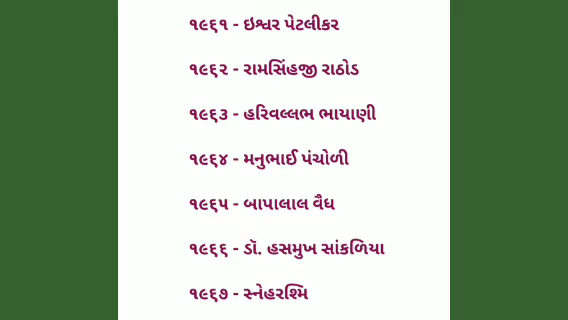 ૧૯૬૧ - ઇશ્વર પેટલીકર
૧૯૬૨ - રામસિંહજી રાઠોડ
૧૯૬૩ - હરિવલ્લભ ભાયાણી
૧૯૬૪ - મનુભાઈ પંચોળી
૧૯૬૫ - બાપાલાલ વૈધ
૧૯૬૬ - ડૉ. હસમુખ સાંકળિયા
૧૯૬૭ - સ્નેહરશ્મિ